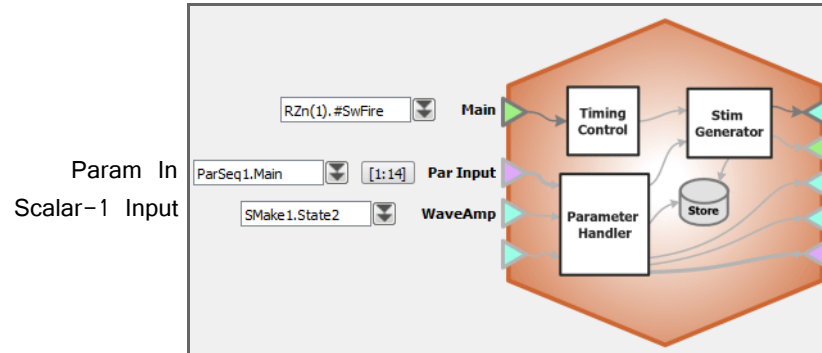 RZn(1).#SwFire Main
Timing Control
Stim Generator
Param In ParSeq1.Main [1:14] Par Input
Scalar-1 Input SMake1.State2 WaveAmp
Parameter Handler
Store